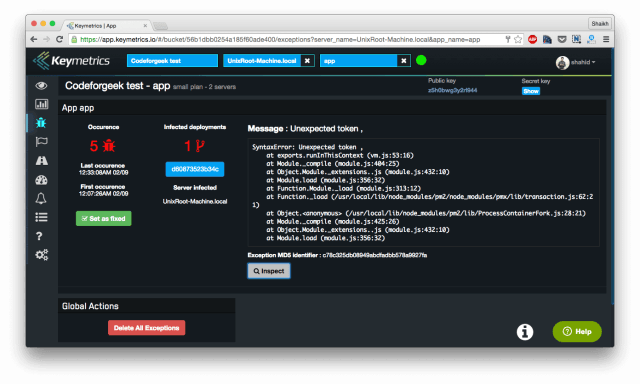 Keymetrics | App
Shaikh
https://app.keymetrics.io/#/bucket/56b1dbb0254a185f60ade400/exceptions?server_name=UnixRoot-Machine.local&app_name=app
Keymetrics
Codeforgeek test
UnixRoot-Machine.local
app
shahid
Codeforgeek test - app small plan - 2 servers
Public key
Secret key
Show
App app
Occurence
Infected deployments
5
1
Last occurence
12:33:08AM 02/09
First occurence
12:07:26AM 02/09
Set as fixed
d80873523b34c
Server infected
UnixRoot-Machine.local
Message : Unexpected token ,
SyntaxError: Unexpected token ,
at exports.runInThisContext (vm.js:53:16)
at Module._compile (module.js:404:25)
at Object.Module._extensions..js (module.js:432:10)
at Module.load (module.js:356:32)
at Function.Module._load (module.js:313:12)
at Function._load (/usr/local/lib/node_modules/pm2/node_modules/pmx/lib/transaction.js:62:2
1)
at Object.<anonymous> (/usr/local/lib/node_modules/pm2/lib/ProcessContainerFork.js:28:21)
at Module._compile (module.js:425:26)
at Object.Module._extensions..js (module.js:432:10)
at Module.load (module.js:356:32)
Exception MD5 identifier : c78c325db08949abdfadbb578a9927fa
Inspect
Global Actions
Delete All Exceptions
Help